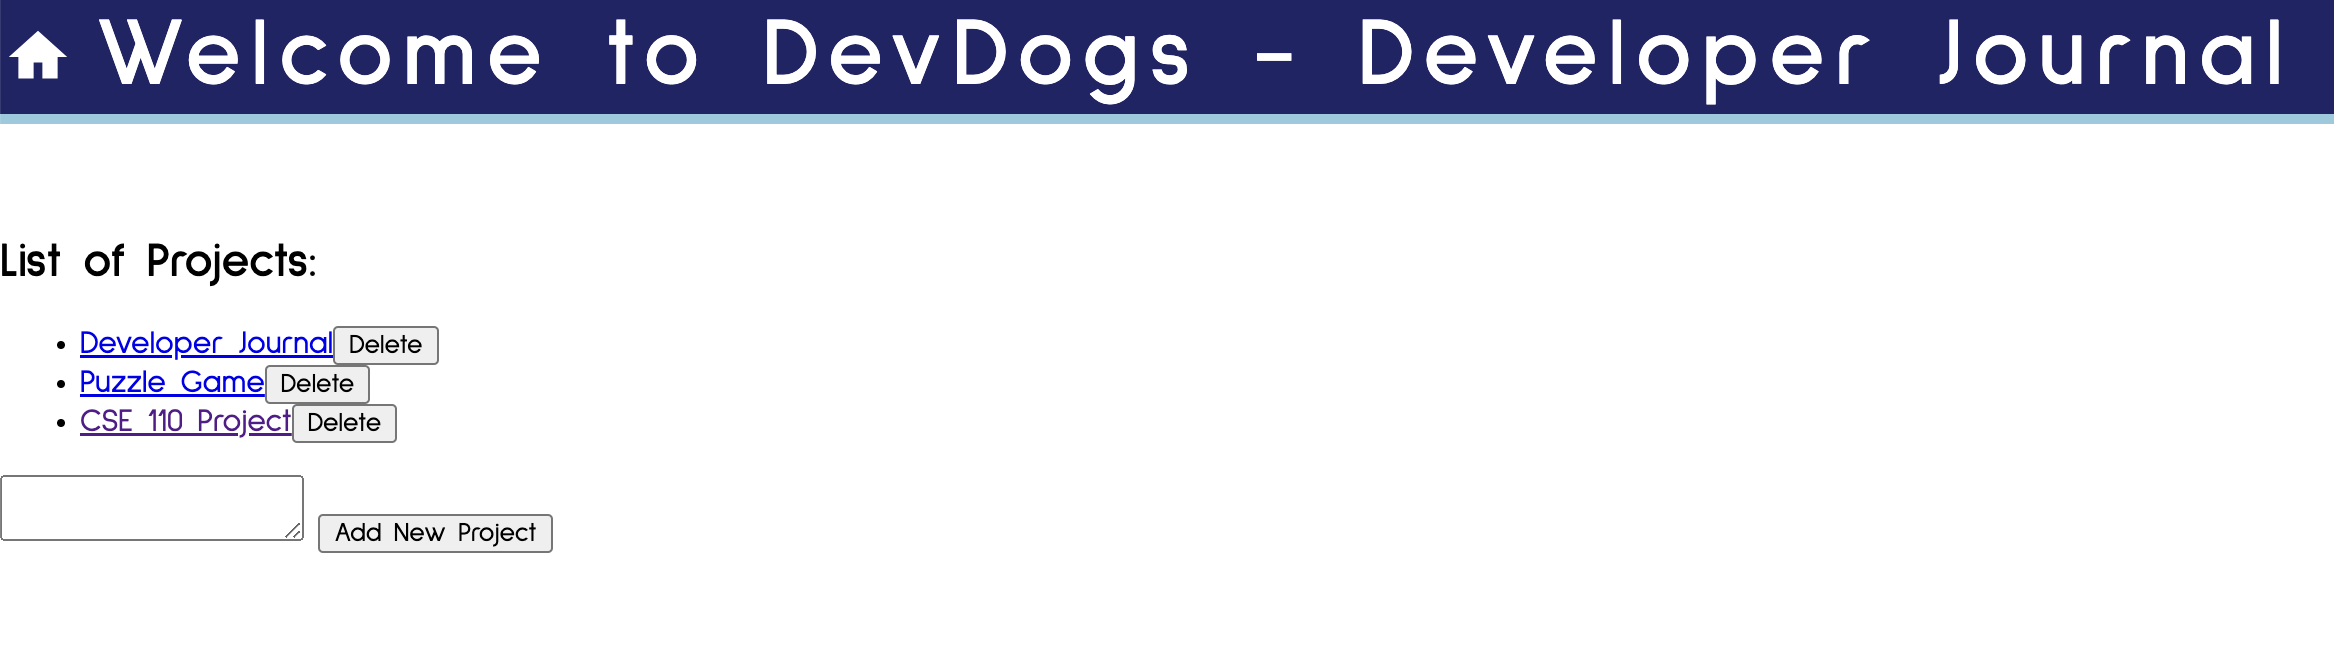 Welcome to DevDogs - Developer Journal
List of Projects:
Developer Journal Delete
Puzzle Game Delete
CSE 110 Project Delete
Add New Project